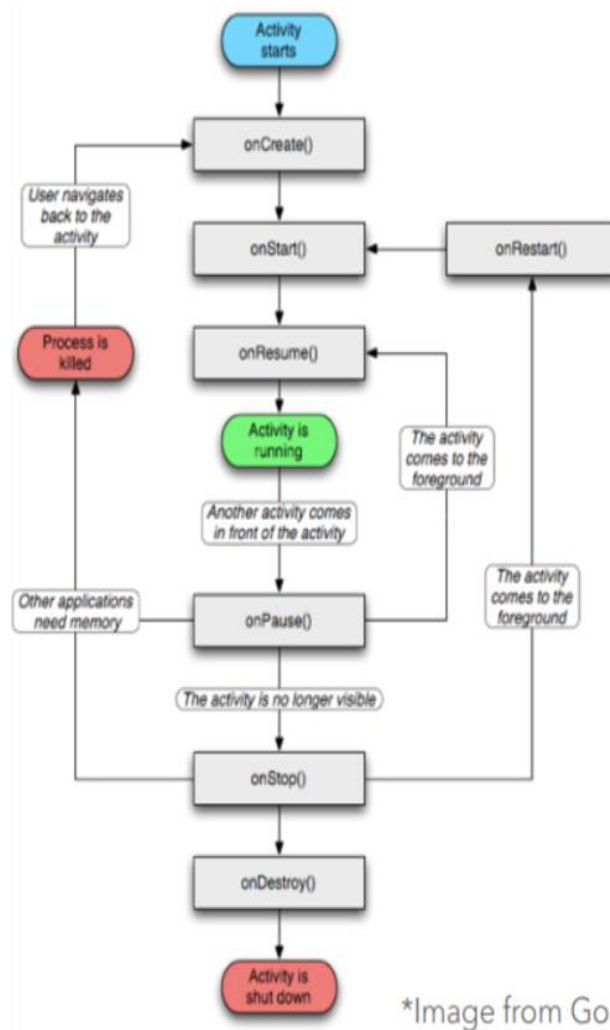 Activity
starts
onCreate()
User navigates
back to the
activity
onStart()
onRestart()
Process is
killed
onResume()
Activity is
running
The activity
comes to the
foreground
Another activity comes
in front of the activity
Other applications
need memory
onPause()
The activity
comes to the
foreground
The activity is no longer visible
onStop()
onDestroy()
Activity is
shut down
*Image from Go